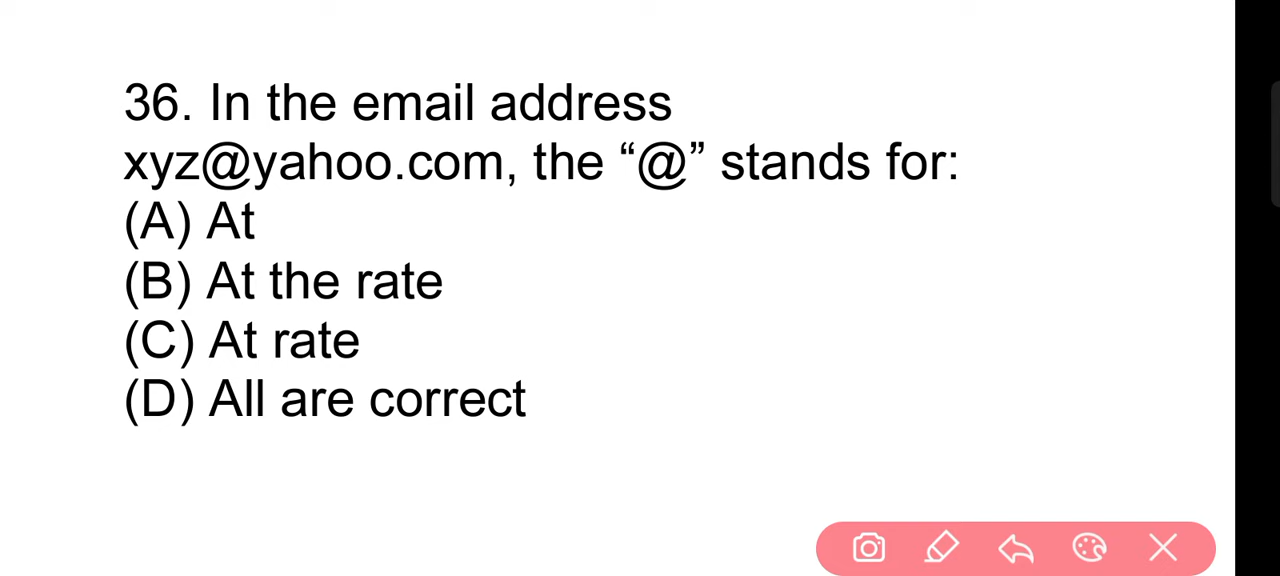 36. In the email address
xyz@yahoo.com, the “@” stands for:
(A) At
(B) At the rate
(C) At rate
(D) All are correct